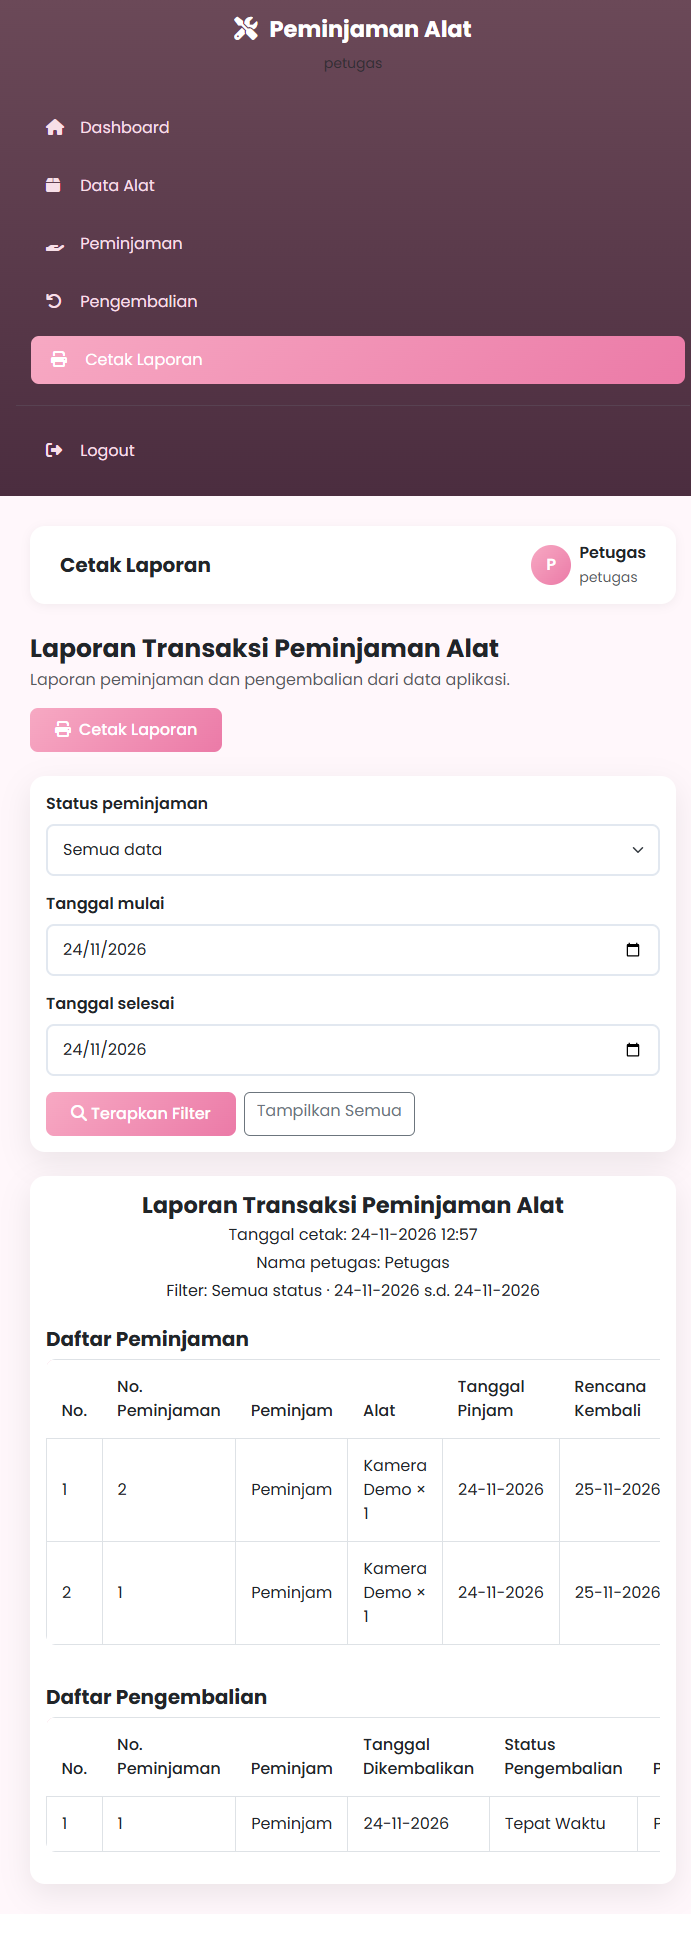 Peminjaman Alat
petugas
Dashboard
Data Alat
Peminjaman
Pengembalian
Cetak Laporan
Logout
Cetak Laporan
P
Petugas
petugas
Laporan Transaksi Peminjaman Alat
Laporan peminjaman dan pengembalian dari data aplikasi.
Cetak Laporan
Status peminjaman
Semua data
Tanggal mulai
24/11/2026
Tanggal selesai
24/11/2026
Terapkan Filter Tampilkan Semua
Laporan Transaksi Peminjaman Alat
Tanggal cetak: 24-11-2026 12:57
Nama petugas: Petugas
Filter: Semua status · 24-11-2026 s.d. 24-11-2026
Daftar Peminjaman
No. No. Peminjaman Peminjam Alat Tanggal Pinjam Rencana Kembali
1 2 Peminjam Kamera Demo × 1 24-11-2026 25-11-2026
2 1 Peminjam Kamera Demo × 1 24-11-2026 25-11-2026
Daftar Pengembalian
No. No. Peminjaman Peminjam Tanggal Dikembalikan Status Pengembalian
1 1 Peminjam 24-11-2026 Tepat Waktu